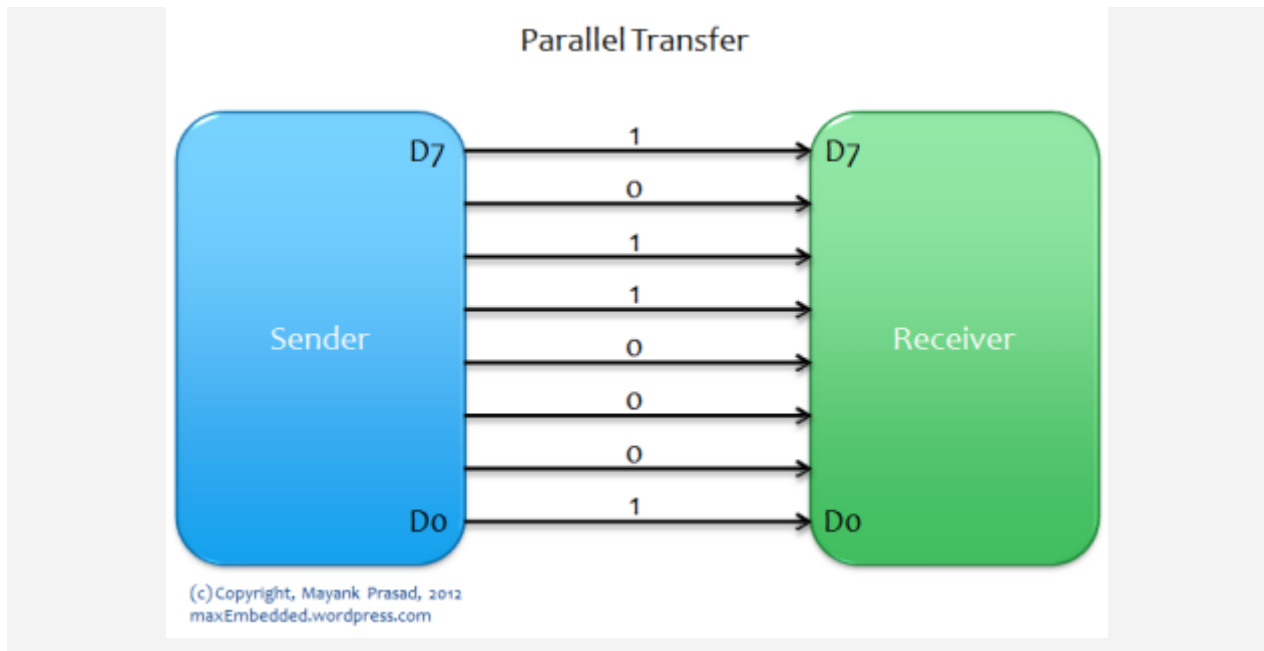 Parallel Transfer
D7 1 D7
0
1
1
Sender 0 Receiver
0
0
D0 1 D0
(c) Copyright, Mayank Prasad, 2012
maxEmbedded.wordpress.com